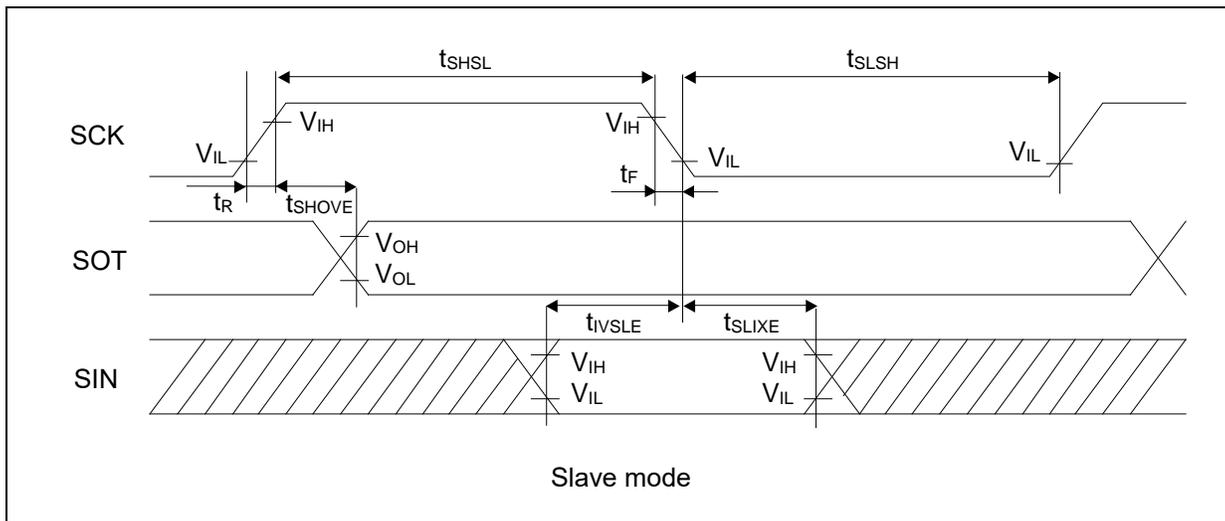 tSHSL
tSLSH
SCK
VIH
VIH
VIL
VIL
VIL
tR
tSHOVE
tF
SOT
VOH
VOL
tIVSLE
tSLIXE
SIN
VIH
VIH
VIL
VIL
Slave mode